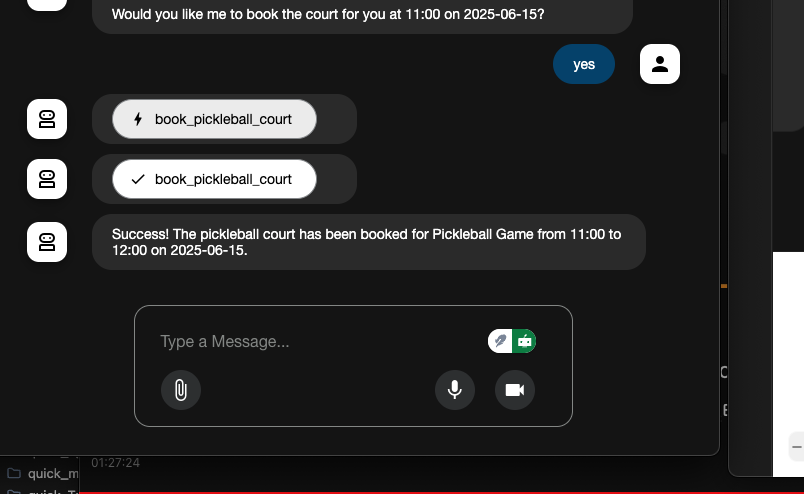 Would you like me to book the court for you at 11:00 on 2025-06-15?
yes
book_pickleball_court
book_pickleball_court
Success! The pickleball court has been booked for Pickleball Game from 11:00 to
12:00 on 2025-06-15.
Type a Message...
01:27:24
quick_m